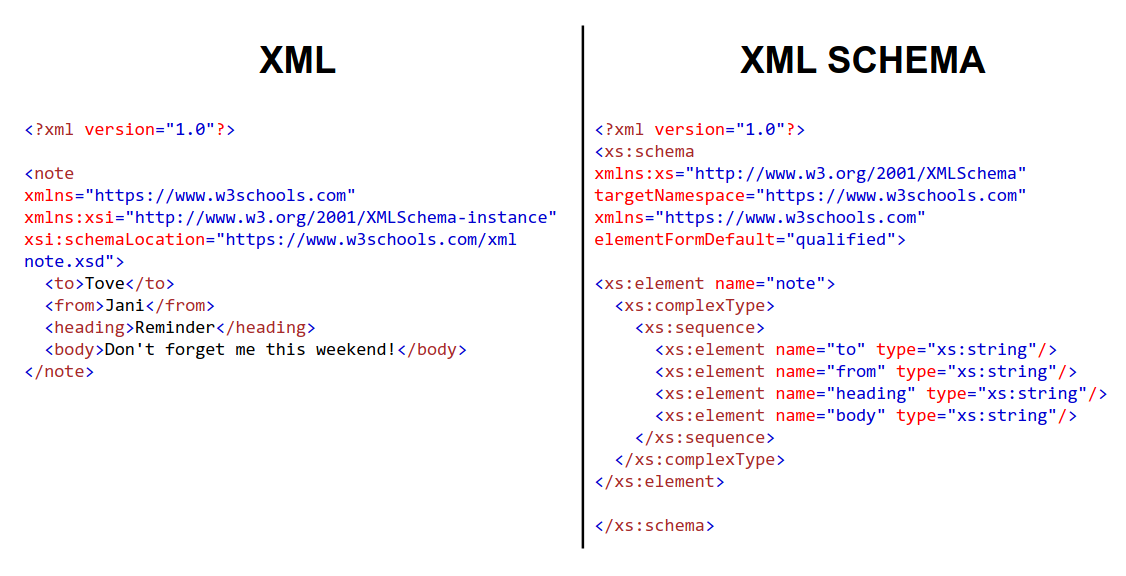 XML
<?xml version="1.0"?>
<note
xmlns="https://www.w3schools.com"
xmlns:xsi="http://www.w3.org/2001/XMLSchema-instance"
xsi:schemaLocation="https://www.w3schools.com/xml
note.xsd">
  <to>Tove</to>
  <from>Jani</from>
  <heading>Reminder</heading>
  <body>Don't forget me this weekend!</body>
</note>
XML SCHEMA
<?xml version="1.0"?>
<xs:schema
xmlns:xs="http://www.w3.org/2001/XMLSchema"
targetNamespace="https://www.w3schools.com"
xmlns="https://www.w3schools.com"
elementFormDefault="qualified">
<xs:element name="note">
  <xs:complexType>
    <xs:sequence>
      <xs:element name="to" type="xs:string"/>
      <xs:element name="from" type="xs:string"/>
      <xs:element name="heading" type="xs:string"/>
      <xs:element name="body" type="xs:string"/>
    </xs:sequence>
  </xs:complexType>
</xs:element>
</xs:schema>